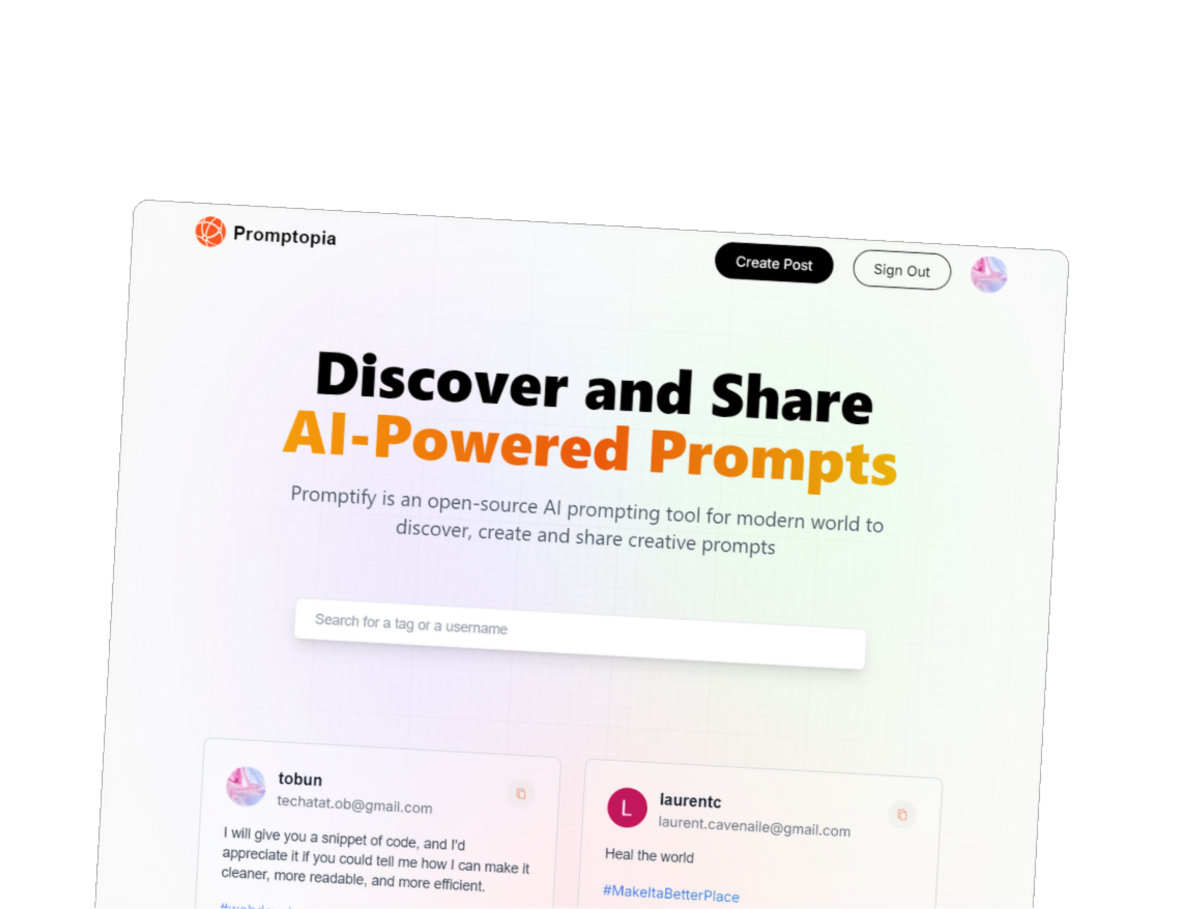 Promptopia
Create Post
Sign Out
Discover and Share
AI-Powered Prompts
Promptify is an open-source AI prompting tool for modern world to
discover, create and share creative prompts
Search for a tag or a username
tobun
techatat.ob@gmail.com
I will give you a snippet of code, and I'd
appreciate it if you could tell me how I can make it
cleaner, more readable, and more efficient.
L
laurentc
laurent.cavenaile@gmail.com
Heal the world
#MakeItaBetterPlace